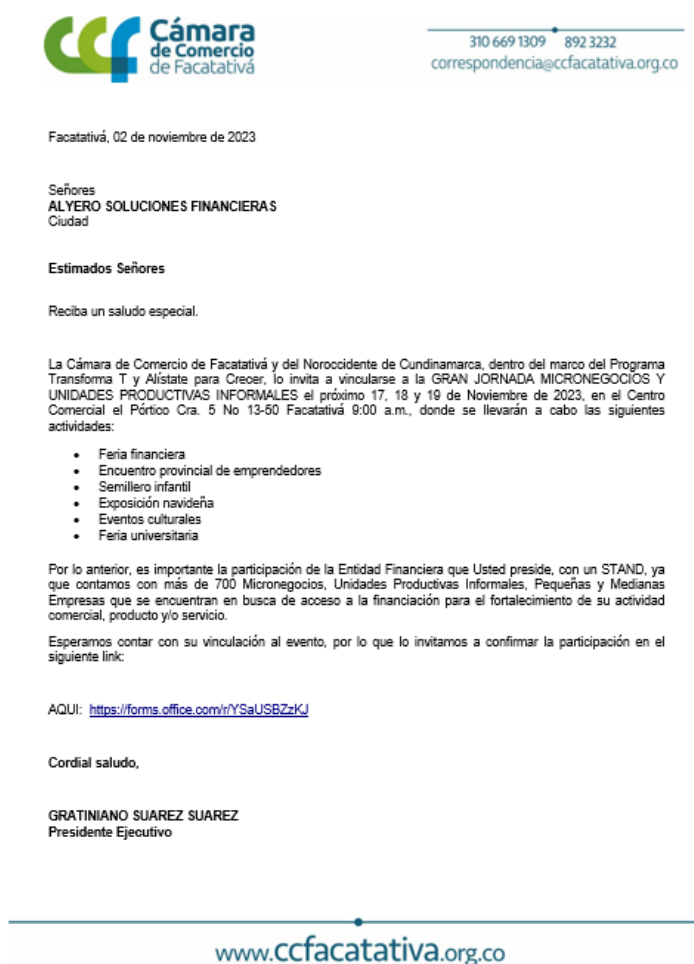 Cámara
de Comercio
de Facatativá
310 669 1309 892 3232
correspondencia@ccfacatativa.org.co
Facatativá, 02 de noviembre de 2023
Señores
ALYERO SOLUCIONES FINANCIERAS
Ciudad
Estimados Señores
Reciba un saludo especial.
La Cámara de Comercio de Facatativá y del Noroccidente de Cundinamarca, dentro del marco del Programa
Transforma T y Alístate para Crecer, lo invita a vincularse a la GRAN JORNADA MICRONEGOCIOS Y
UNIDADES PRODUCTIVAS INFORMALES el próximo 17, 18 y 19 de Noviembre de 2023, en el Centro
Comercial el Pórtico Cra. 5 No 13-50 Facatativá 9:00 a.m., donde se llevarán a cabo las siguientes
actividades:
• Feria financiera
• Encuentro provincial de emprendedores
• Semillero infantil
• Exposición navideña
• Eventos culturales
• Feria universitaria
Por lo anterior, es importante la participación de la Entidad Financiera que Usted preside, con un STAND, ya
que contamos con más de 700 Micronegocios, Unidades Productivas Informales, Pequeñas y Medianas
Empresas que se encuentran en busca de acceso a la financiación para el fortalecimiento de su actividad
comercial, producto y/o servicio.
Esperamos contar con su vinculación al evento, por lo que lo invitamos a confirmar la participación en el
siguiente link:
AQUI: https://forms.office.com/r/YSaUSBZzKJ
Cordial saludo,
GRATINIANO SUAREZ SUAREZ
Presidente Ejecutivo
www.ccfacatativa.org.co